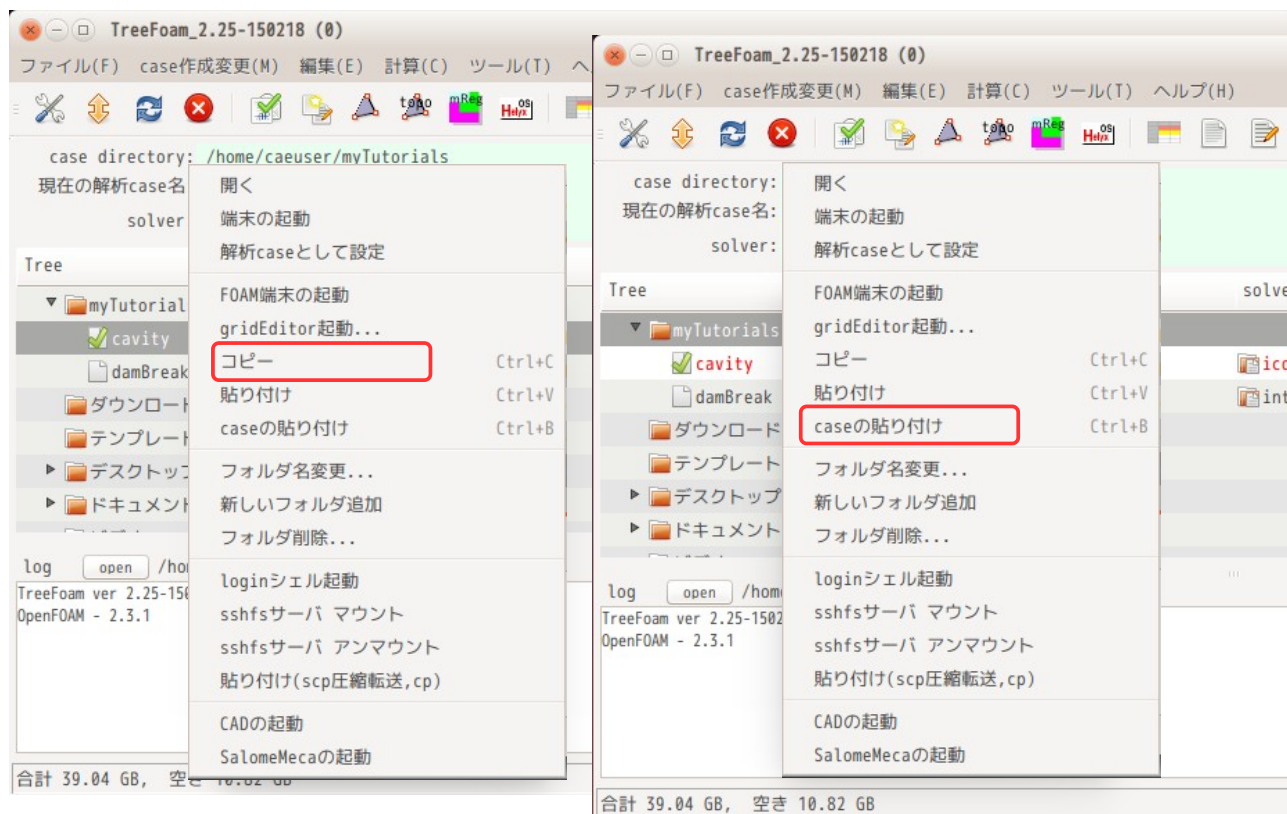 TreeFoam_2.25-150218 (0)
ファイル(F) case作成変更(M) 編集(E) 計算(C) ツール(T) ヘ
topo mReg Helyx OS
case directory: /home/caeuser/myTutorials
現在の解析case名
solver
Tree
myTutorial
cavity
damBreak
ダウンロード
テンプレート
デスクトップ
ドキュメント
開く
端末の起動
解析caseとして設定
FOAM端末の起動
gridEditor起動...
コピー Ctrl+C
貼り付け Ctrl+V
caseの貼り付け Ctrl+B
フォルダ名変更...
新しいフォルダ追加
フォルダ削除...
loginシェル起動
sshfsサーバ マウント
sshfsサーバ アンマウント
貼り付け(scp圧縮転送,cp)
CADの起動
SalomeMecaの起動
log open /ho
TreeFoam ver 2.25-150
OpenFOAM - 2.3.1
合計 39.04 GB, 空き 10.82 GB
TreeFoam_2.25-150218 (0)
ファイル(F) case作成変更(M) 編集(E) 計算(C) ツール(T) ヘルプ(H)
topo mReg Helyx OS
case directory:
現在の解析case名:
solver:
Tree solve
myTutorials
cavity ico
damBreak int
ダウンロード
テンプレート
デスクトップ
ドキュメント
開く
端末の起動
解析caseとして設定
FOAM端末の起動
gridEditor起動...
コピー Ctrl+C
貼り付け Ctrl+V
caseの貼り付け Ctrl+B
フォルダ名変更...
新しいフォルダ追加
フォルダ削除...
loginシェル起動
sshfsサーバ マウント
sshfsサーバ アンマウント
貼り付け(scp圧縮転送,cp)
CADの起動
SalomeMecaの起動
log open /hom
TreeFoam ver 2.25-1502
OpenFOAM - 2.3.1
合計 39.04 GB, 空き 10.82 GB